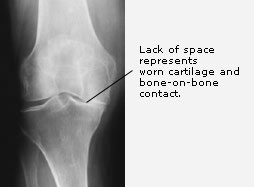 Lack of space
represents
worn cartilage and
bone-on-bone
contact.